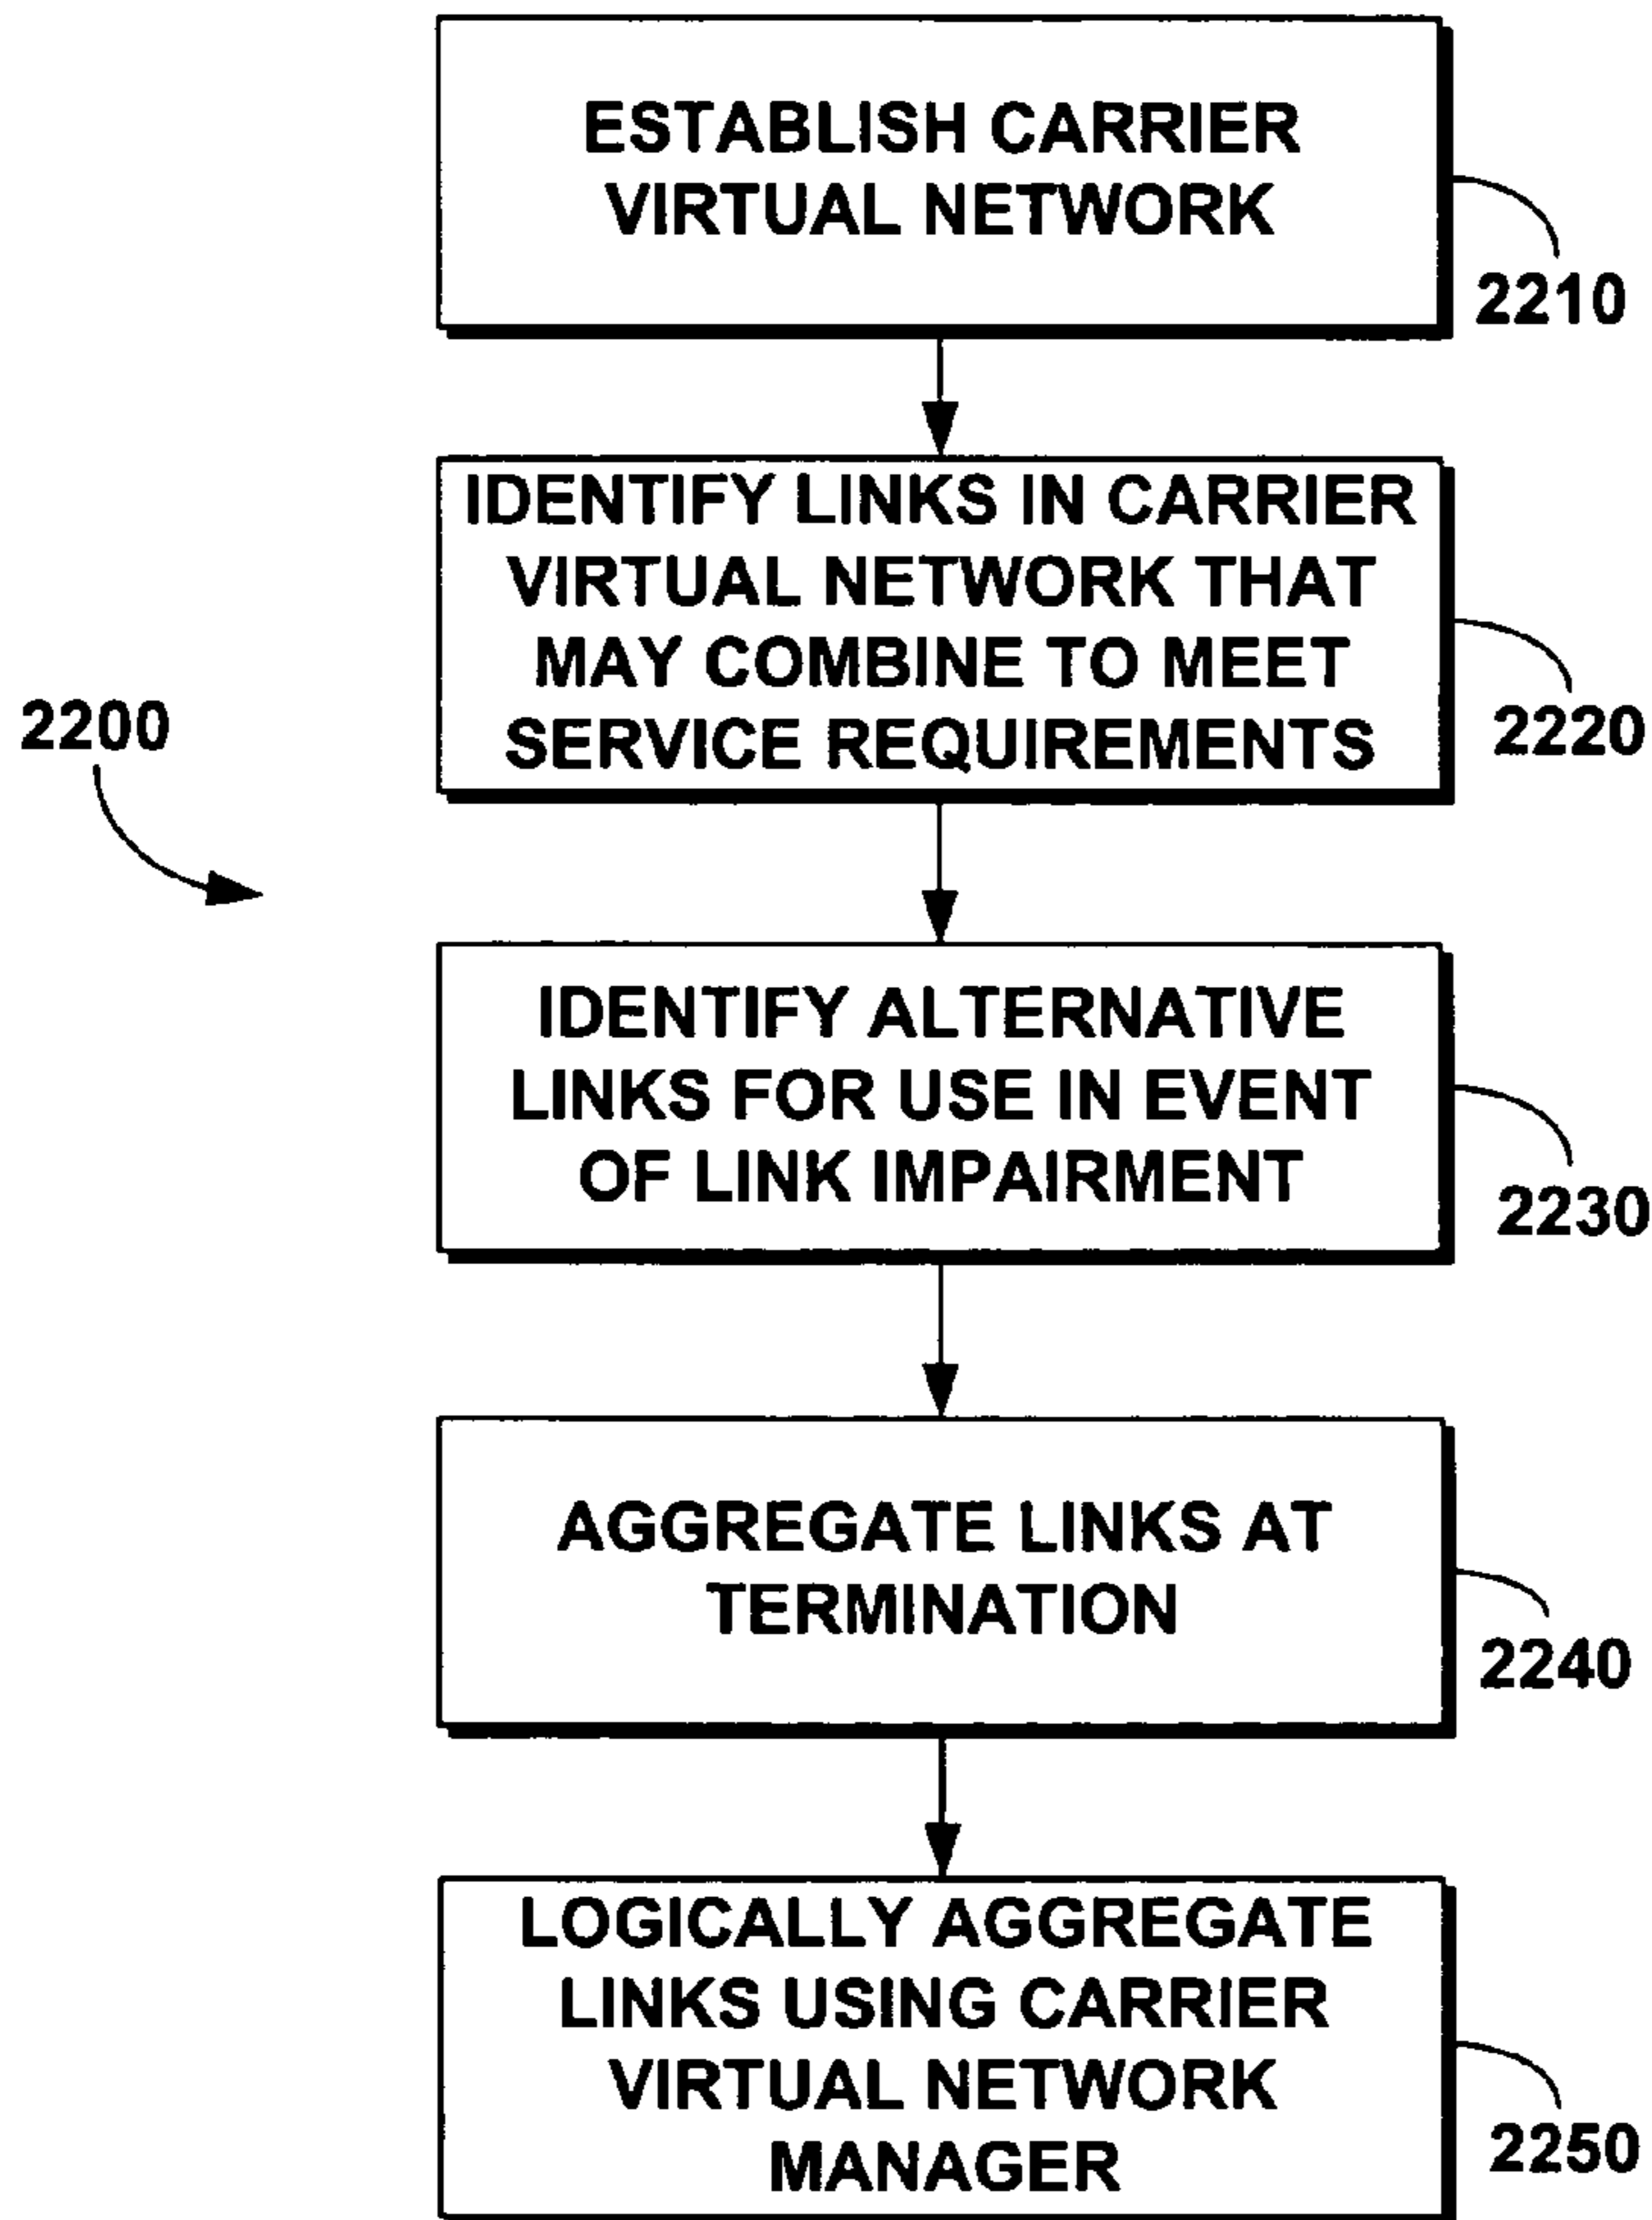 ESTABLISH CARRIER
VIRTUAL NETWORK
2210
IDENTIFY LINKS IN CARRIER
VIRTUAL NETWORK THAT
MAY COMBINE TO MEET
SERVICE REQUIREMENTS
2220
2200
IDENTIFY ALTERNATIVE
LINKS FOR USE IN EVENT
OF LINK IMPAIRMENT
2230
AGGREGATE LINKS AT
TERMINATION
2240
LOGICALLY AGGREGATE
LINKS USING CARRIER
VIRTUAL NETWORK
MANAGER
2250